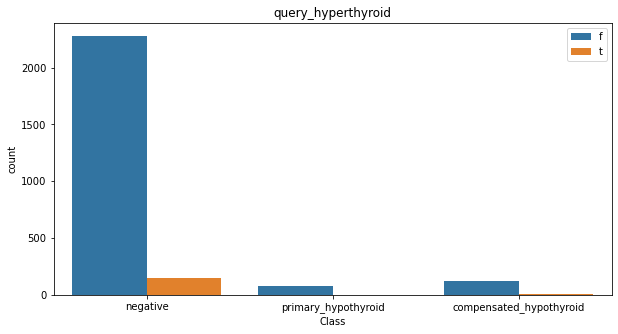 query_hyperthyroid
f
t
2000
1500
1000
500
0
count
negative
primary_hypothyroid
compensated_hypothyroid
Class